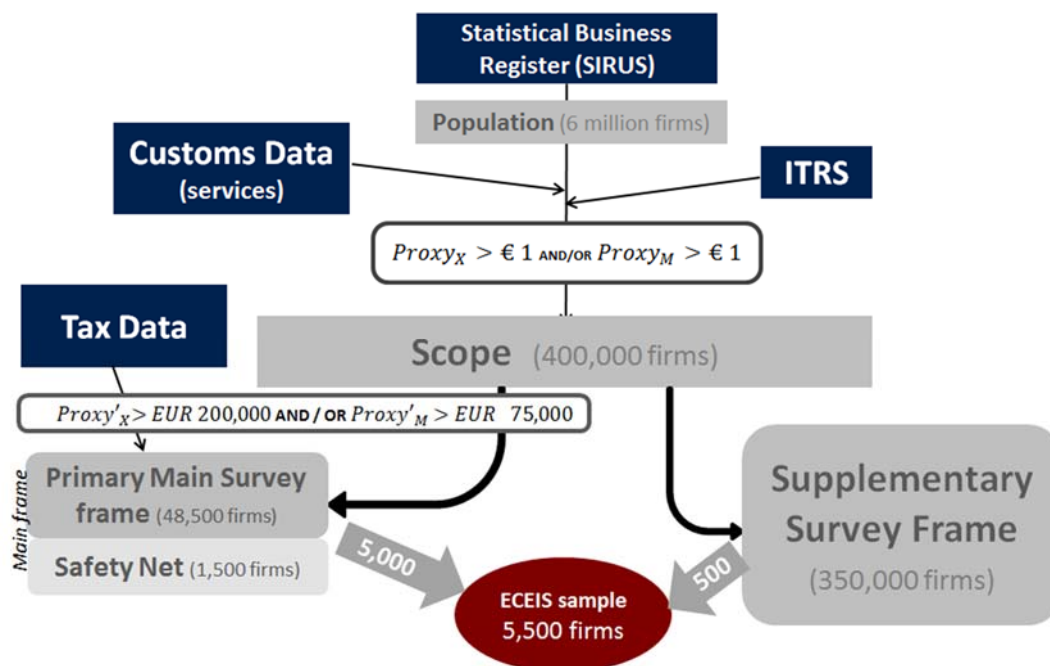 Statistical Business
Register (SIRUS)
Population (6 million firms)
Customs Data
(services)
ITRS
Proxy_X > € 1 AND/OR Proxy_M > € 1
Tax Data
Scope (400,000 firms)
Proxy'_X > EUR 200,000 AND / OR Proxy'_M > EUR 75,000
Main frame
Primary Main Survey
frame (48,500 firms)
Safety Net (1,500 firms)
Supplementary
Survey Frame
(350,000 firms)
5,000
500
ECEIS sample
5,500 firms